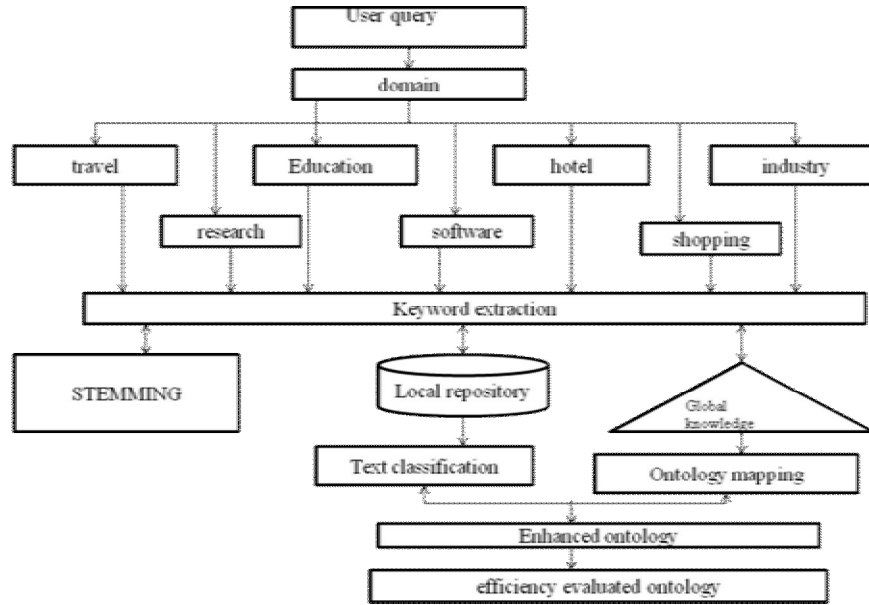 User query
domain
travel
Education
hotel
industry
research
software
shopping
Keyword extraction
STEMMING
Local repository
Global
knowledge
Text classification
Ontology mapping
Enhanced ontology
efficiency evaluated ontology